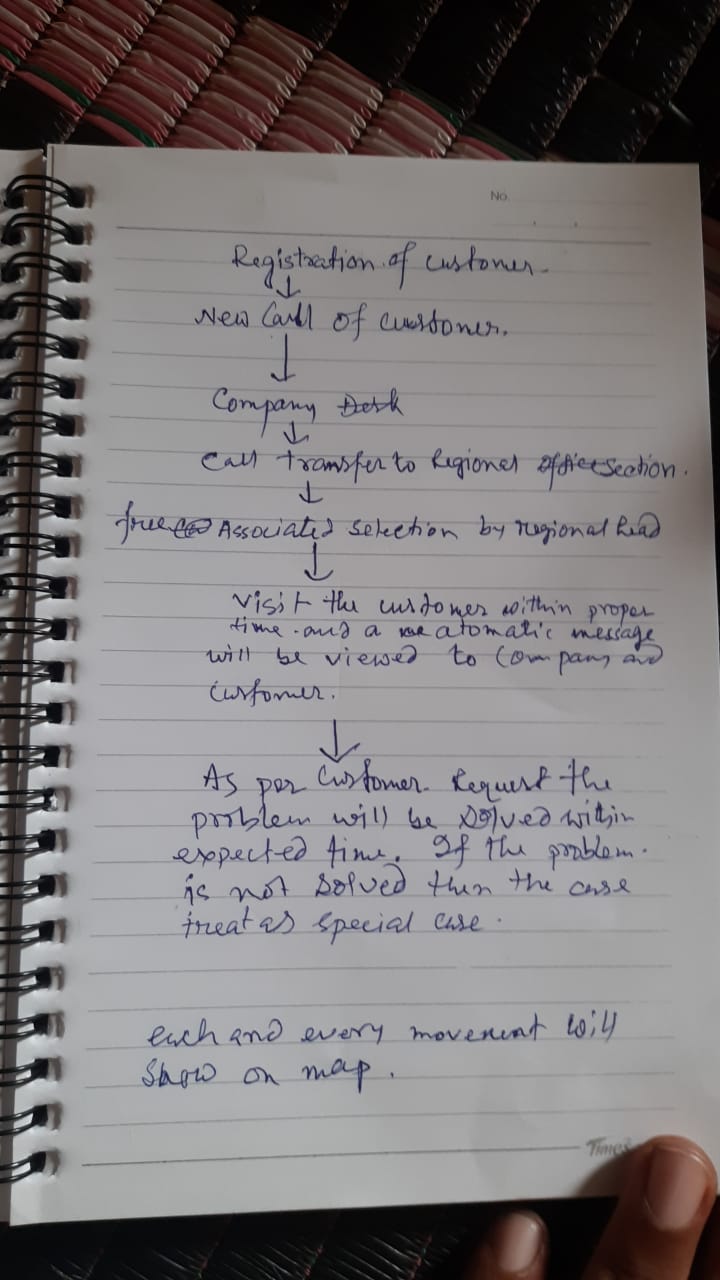 No.
Registration of customer.
↓
New Call of customer.
↓
Company Desk
↓
Call transfer to Regional office section.
↓
free Associated selection by regional head
↓
Visit the customer within proper
time and a atomatic message
will be viewed to Company and
Customer.
↓
As per Customer Request the
problem will be solved within
expected time. If the problem
is not solved then the case
treat as special case.
each and every movement will
show on map.
Times